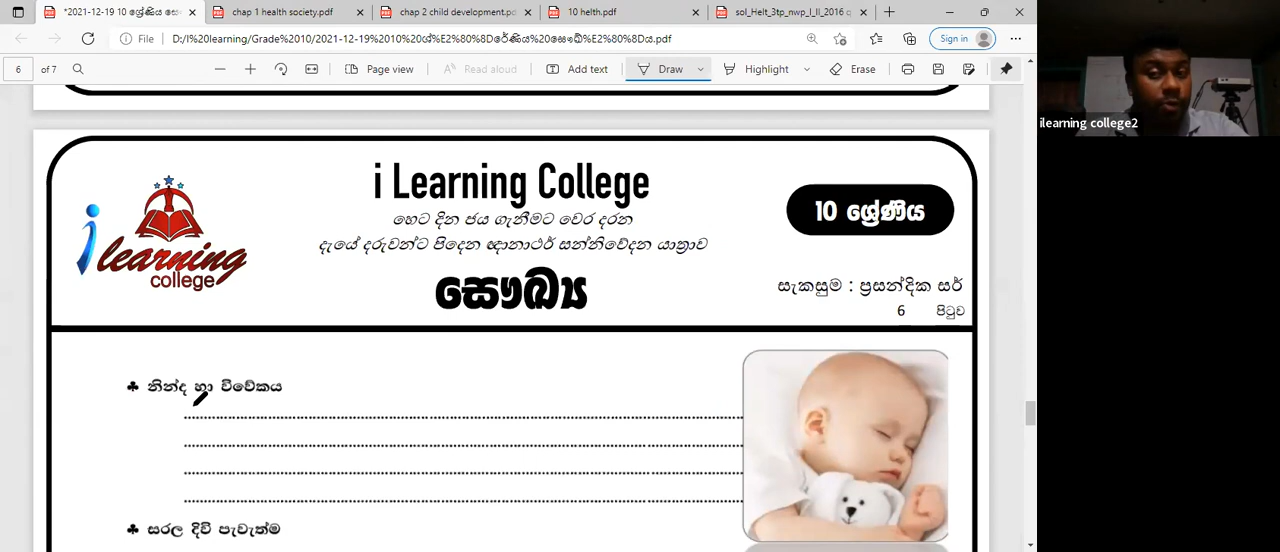 *2021-12-19 10 ශ්‍රේණිය සෞ
chap 1 health society.pdf
chap 2 child development.pd
10 helth.pdf
sol_Helt_3tp_nwp_I_II_2016 q
File
D:/I%20learning/Grade%2010/2021-12-19%2010%20ශ්%E2%80%8Dරේණිය%20සෞඛ්%E2%80%8Dය.pdf
Sign in
6 of 7
Page view
Read aloud
Add text
Draw
Highlight
Erase
ilearning college2
i Learning College
හෙට දින ජය ගැනීමට වෙර දරන
දැයේ දරුවන්ට පිදෙන ඥානාර්ථ සන්නිවේදන යාත්‍රාව
සෞඛ්‍ය
10 ශ්‍රේණිය
i learning
college
සැකසුම : ප්‍රසන්දික සර්
6 පිටුව
♣ නින්ද හා විවේකය
♣ සරල දිවි පැවැත්ම